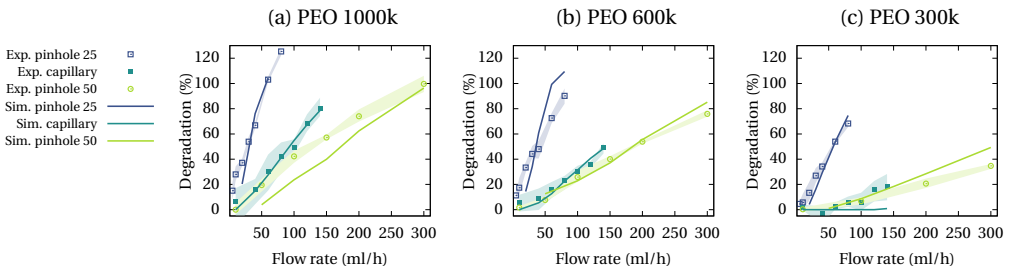 (a) PEO 1000k
(b) PEO 600k
(c) PEO 300k
Exp. pinhole 25
Exp. capillary
Exp. pinhole 50
Sim. pinhole 25
Sim. capillary
Sim. pinhole 50
Degradation (%)
120
100
80
60
40
20
0
50 100 150 200 250 300
Flow rate (ml/h)
Degradation (%)
120
100
80
60
40
20
0
50 100 150 200 250 300
Flow rate (ml/h)
Degradation (%)
120
100
80
60
40
20
0
50 100 150 200 250 300
Flow rate (ml/h)